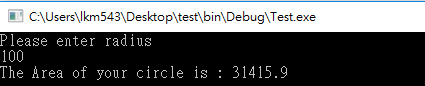 C:\Users\lkm543\Desktop\test\bin\Debug\Test.exe
Please enter radius
100
The Area of your circle is : 31415.9